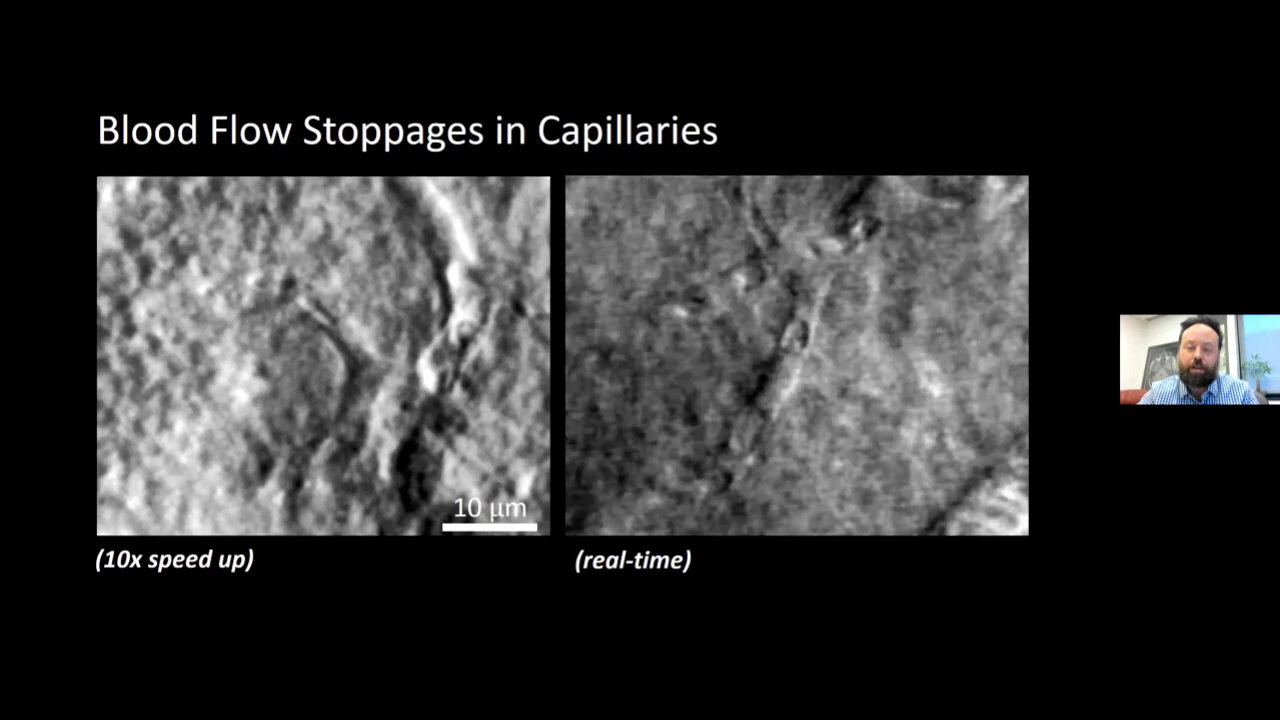 Blood Flow Stoppages in Capillaries
10 μm
(10x speed up)
(real-time)